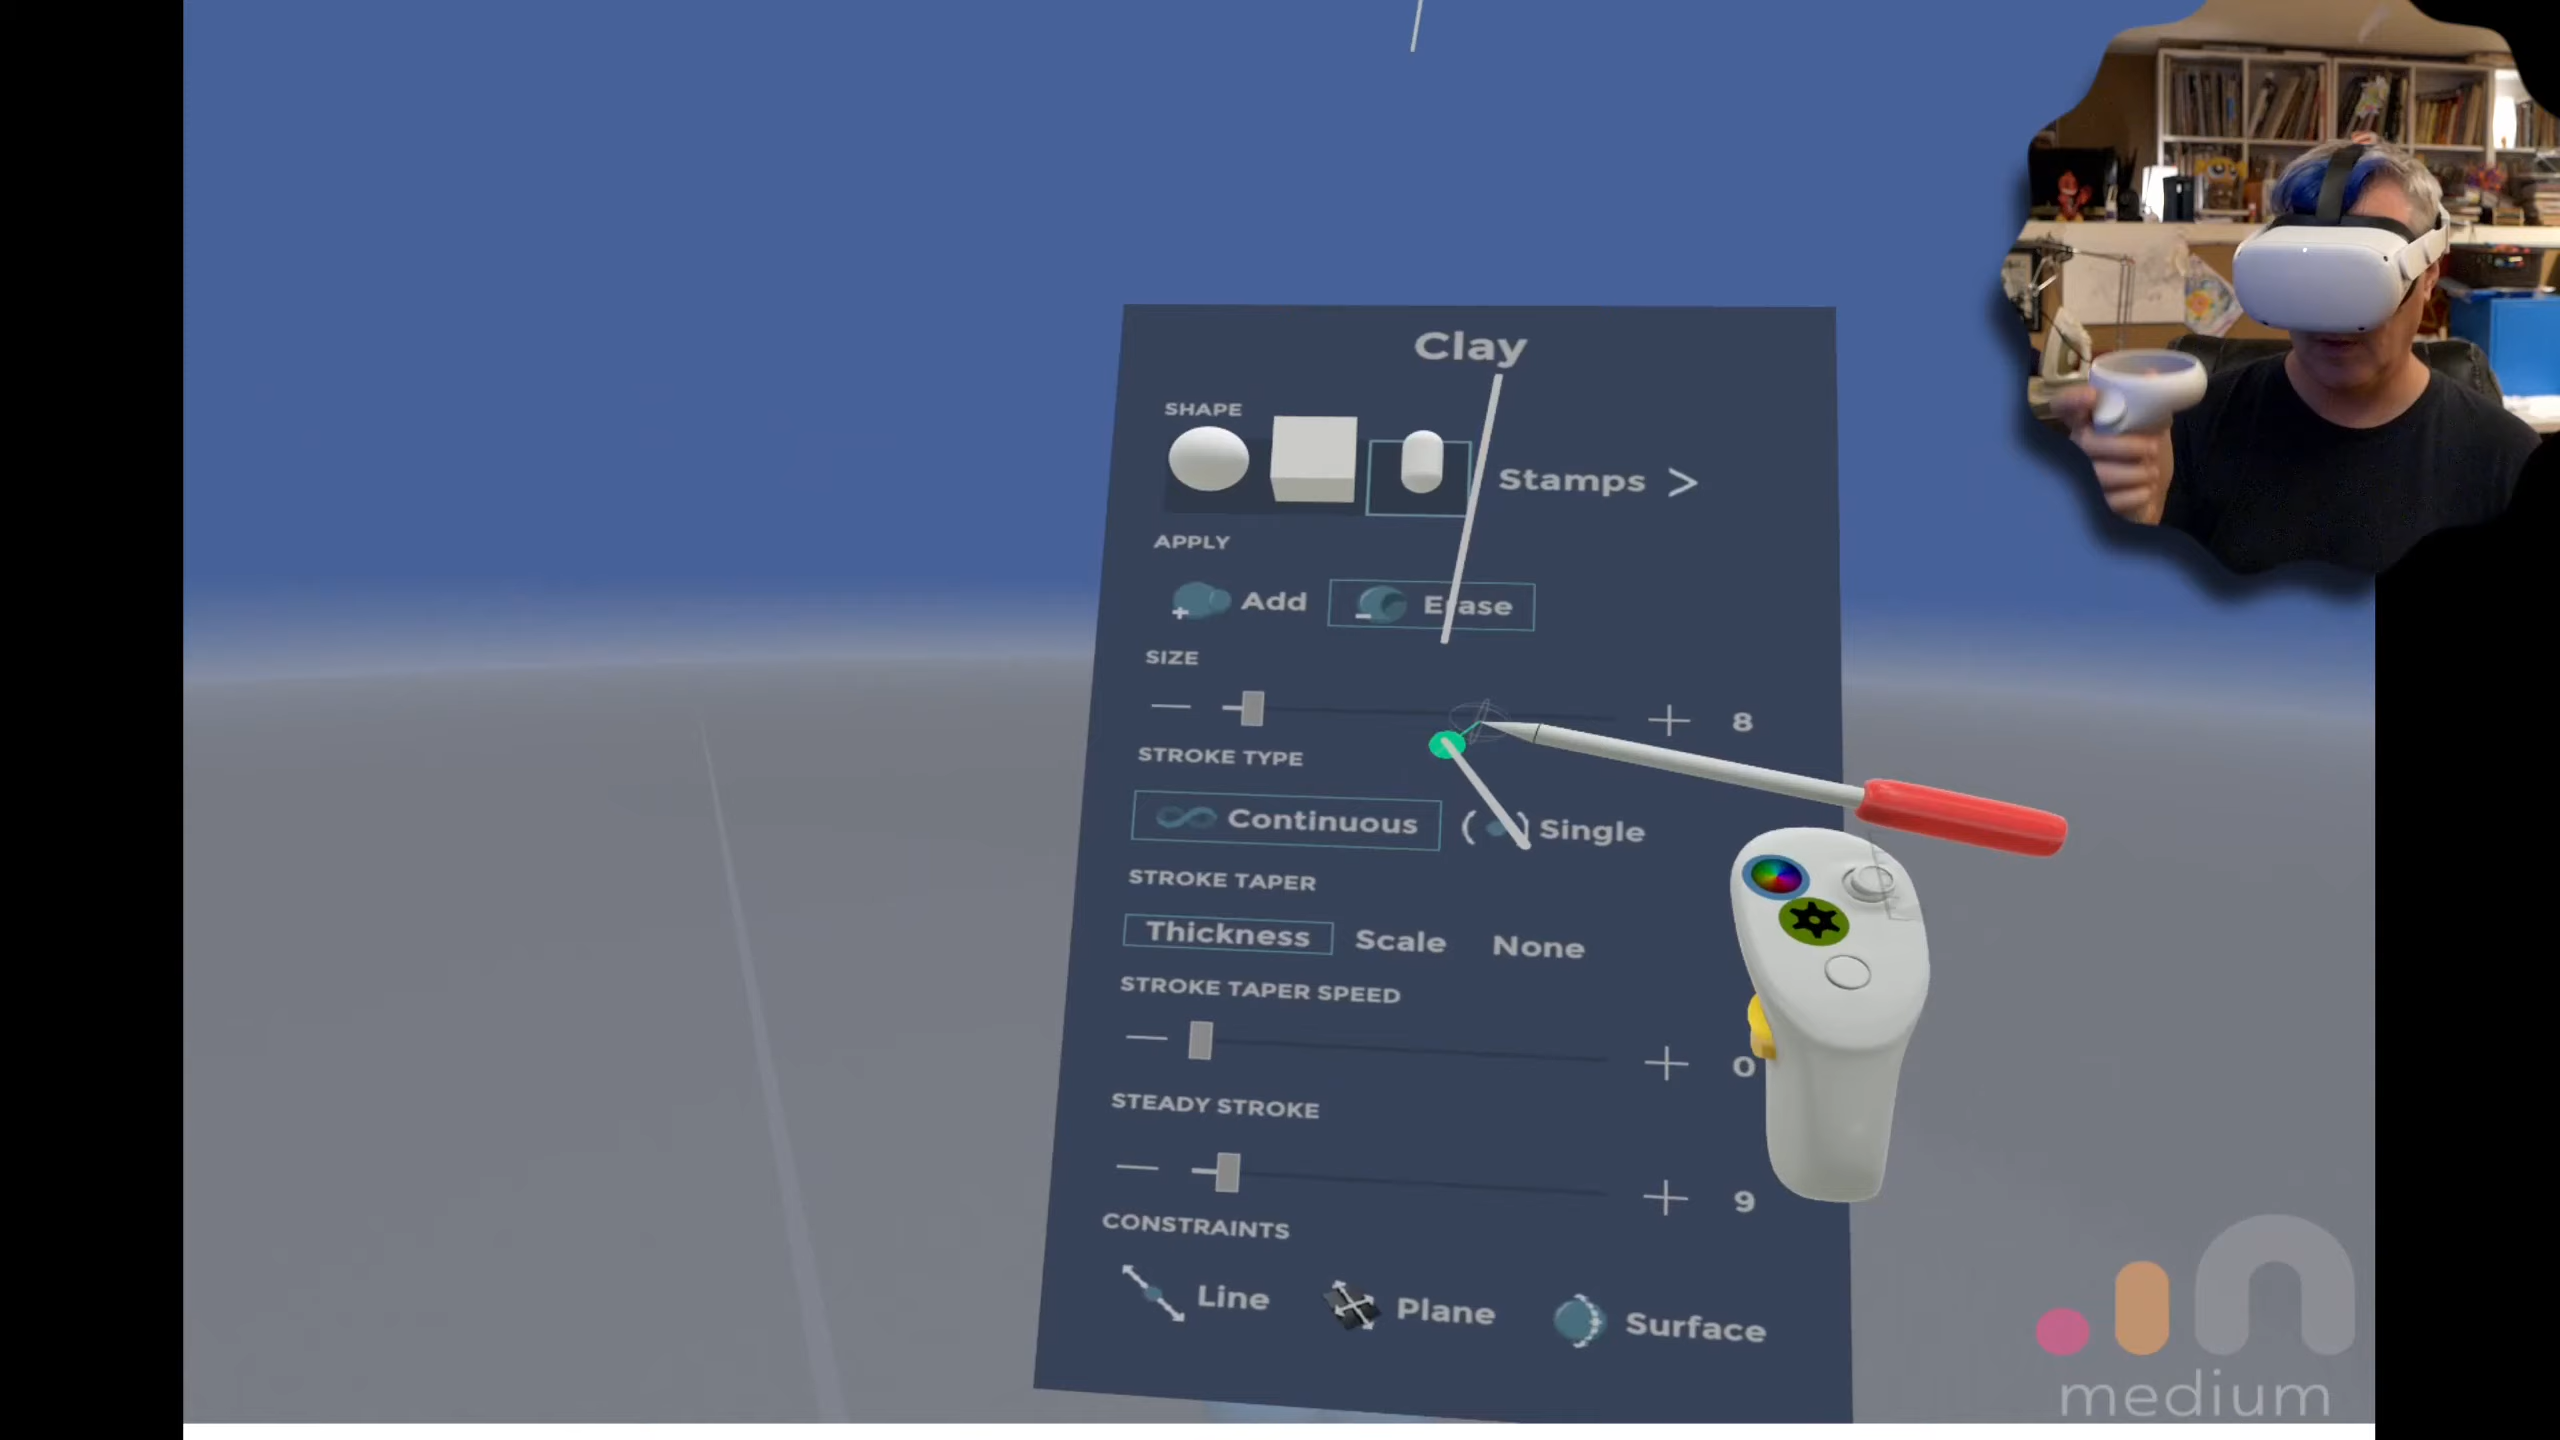 Clay
SHAPE
Stamps >
APPLY
Add
Erase
SIZE
8
STROKE TYPE
Continuous
Single
STROKE TAPER
Thickness Scale None
STROKE TAPER SPEED
0
STEADY STROKE
9
CONSTRAINTS
Line Plane Surface
medium